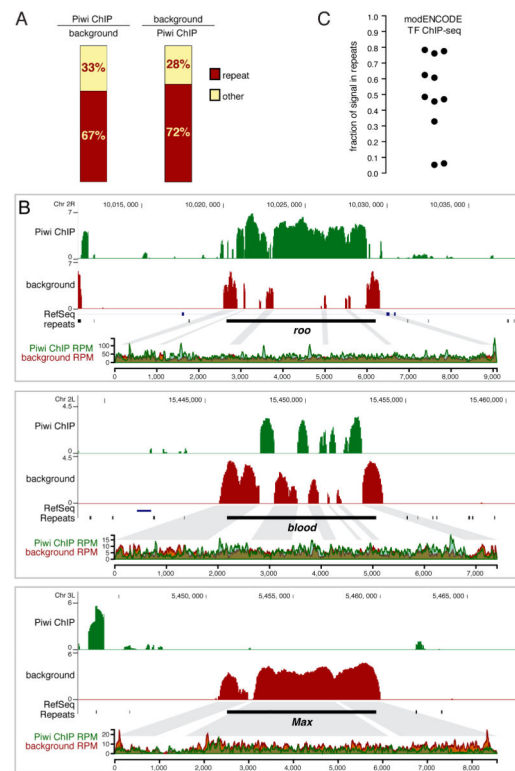 A
Piwi ChIP
background
background
Piwi ChIP
33%
67%
28%
72%
repeat
other
C
modENCODE
TF ChIP-seq
fraction of signal in repeats
1.0
0.9
0.8
0.7
0.6
0.5
0.4
0.3
0.2
0.1
0.0
B
Chr 2R 10,015,000 10,020,000 10,025,000 10,030,000 10,035,000
7
Piwi ChIP
0
7
background
0
RefSeq
repeats
roo
Piwi ChIP RPM
background RPM
100
50
0
0 1,000 2,000 3,000 4,000 5,000 6,000 7,000 8,000 9,000
Chr 2L 15,445,000 15,450,000 15,455,000 15,460,000
4.5
Piwi ChIP
0
4.5
background
0
RefSeq
Repeats
blood
Piwi ChIP RPM
background RPM
15
10
5
0
0 1,000 2,000 3,000 4,000 5,000 6,000 7,000
Chr 3L 5,450,000 5,455,000 5,460,000 5,465,000
6
Piwi ChIP
0
6
background
0
RefSeq
Repeats
Max
Piwi ChIP RPM
background RPM
20
15
10
5
0
0 1,000 2,000 3,000 4,000 5,000 6,000 7,000 8,000